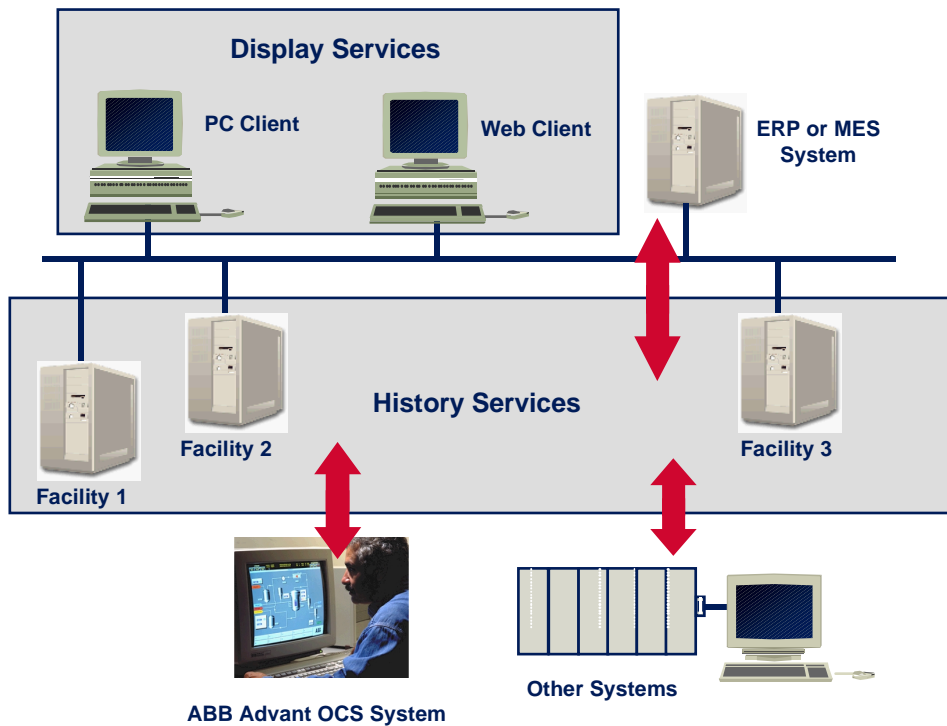 Display Services
PC Client
Web Client
ERP or MES
System
History Services
Facility 2
Facility 3
Facility 1
Other Systems
ABB Advant OCS System